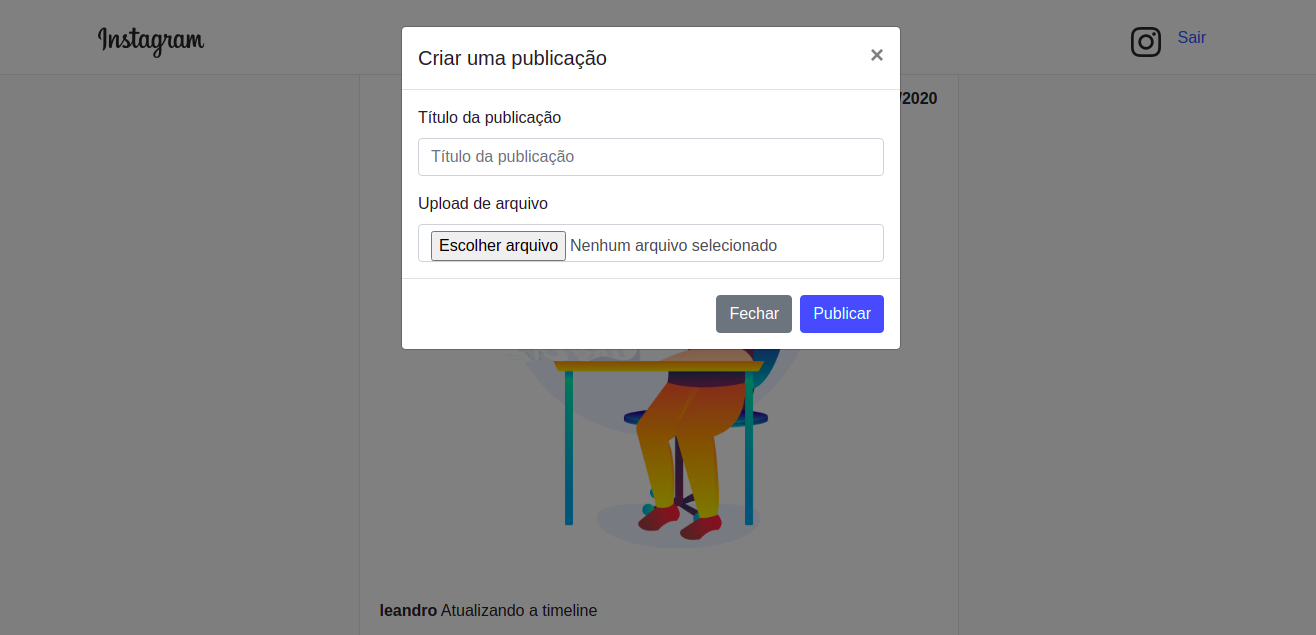 Instagram
Sair
Criar uma publicação
×
/2020
Título da publicação
Título da publicação
Upload de arquivo
Escolher arquivo Nenhum arquivo selecionado
Fechar Publicar
leandro Atualizando a timeline